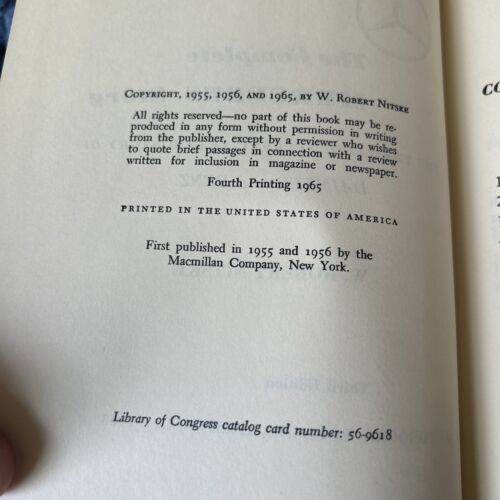 COPYRIGHT, 1955, 1956, AND 1965, BY W. ROBERT NITSKE
All rights reserved—no part of this book may be re-
produced in any form without permission in writing
from the publisher, except by a reviewer who wishes
to quote brief passages in connection with a review
written for inclusion in magazine or newspaper.
Fourth Printing 1965
PRINTED IN THE UNITED STATES OF AMERICA
First published in 1955 and 1956 by the
Macmillan Company, New York.
Library of Congress catalog card number: 56-9618